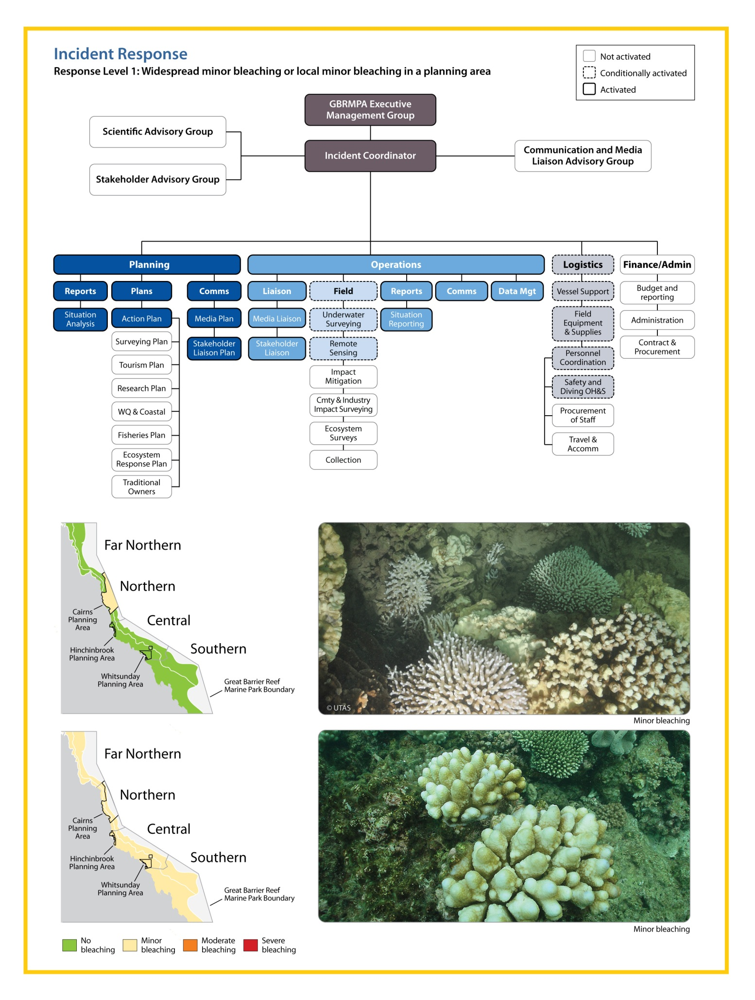 Incident Response
Response Level 1: Widespread minor bleaching or local minor bleaching in a planning area
Not activated
Conditionally activated
Activated
GBRMPA Executive
Management Group
Scientific Advisory Group
Incident Coordinator
Communication and Media
Liaison Advisory Group
Stakeholder Advisory Group
Planning
Operations
Logistics
Finance/Admin
Reports
Plans
Comms
Liaison
Field
Reports
Comms
Data Mgt
Vessel Support
Budget and
reporting
Situation
Analysis
Action Plan
Media Plan
Media Liaison
Underwater
Surveying
Situation
Reporting
Field
Equipment
& Supplies
Administration
Surveying Plan
Stakeholder
Liaison Plan
Stakeholder
Liaison
Remote
Sensing
Personnel
Coordination
Contract &
Procurement
Tourism Plan
Impact
Mitigation
Safety and
Diving OH&S
Research Plan
Cmty & Industry
Impact Surveying
WQ & Coastal
Procurement
of Staff
Fisheries Plan
Ecosystem
Surveys
Travel &
Accomm
Ecosystem
Response Plan
Collection
Traditional
Owners
Far Northern
Northern
Cairns
Planning
Area
Central
Hinchinbrook
Planning Area
Southern
Whitsunday
Planning Area
Great Barrier Reef
Marine Park Boundary
© UTAS
Minor bleaching
Far Northern
Northern
Cairns
Planning
Area
Central
Hinchinbrook
Planning Area
Southern
Whitsunday
Planning Area
Great Barrier Reef
Marine Park Boundary
Minor bleaching
No
bleaching
Minor
bleaching
Moderate
bleaching
Severe
bleaching